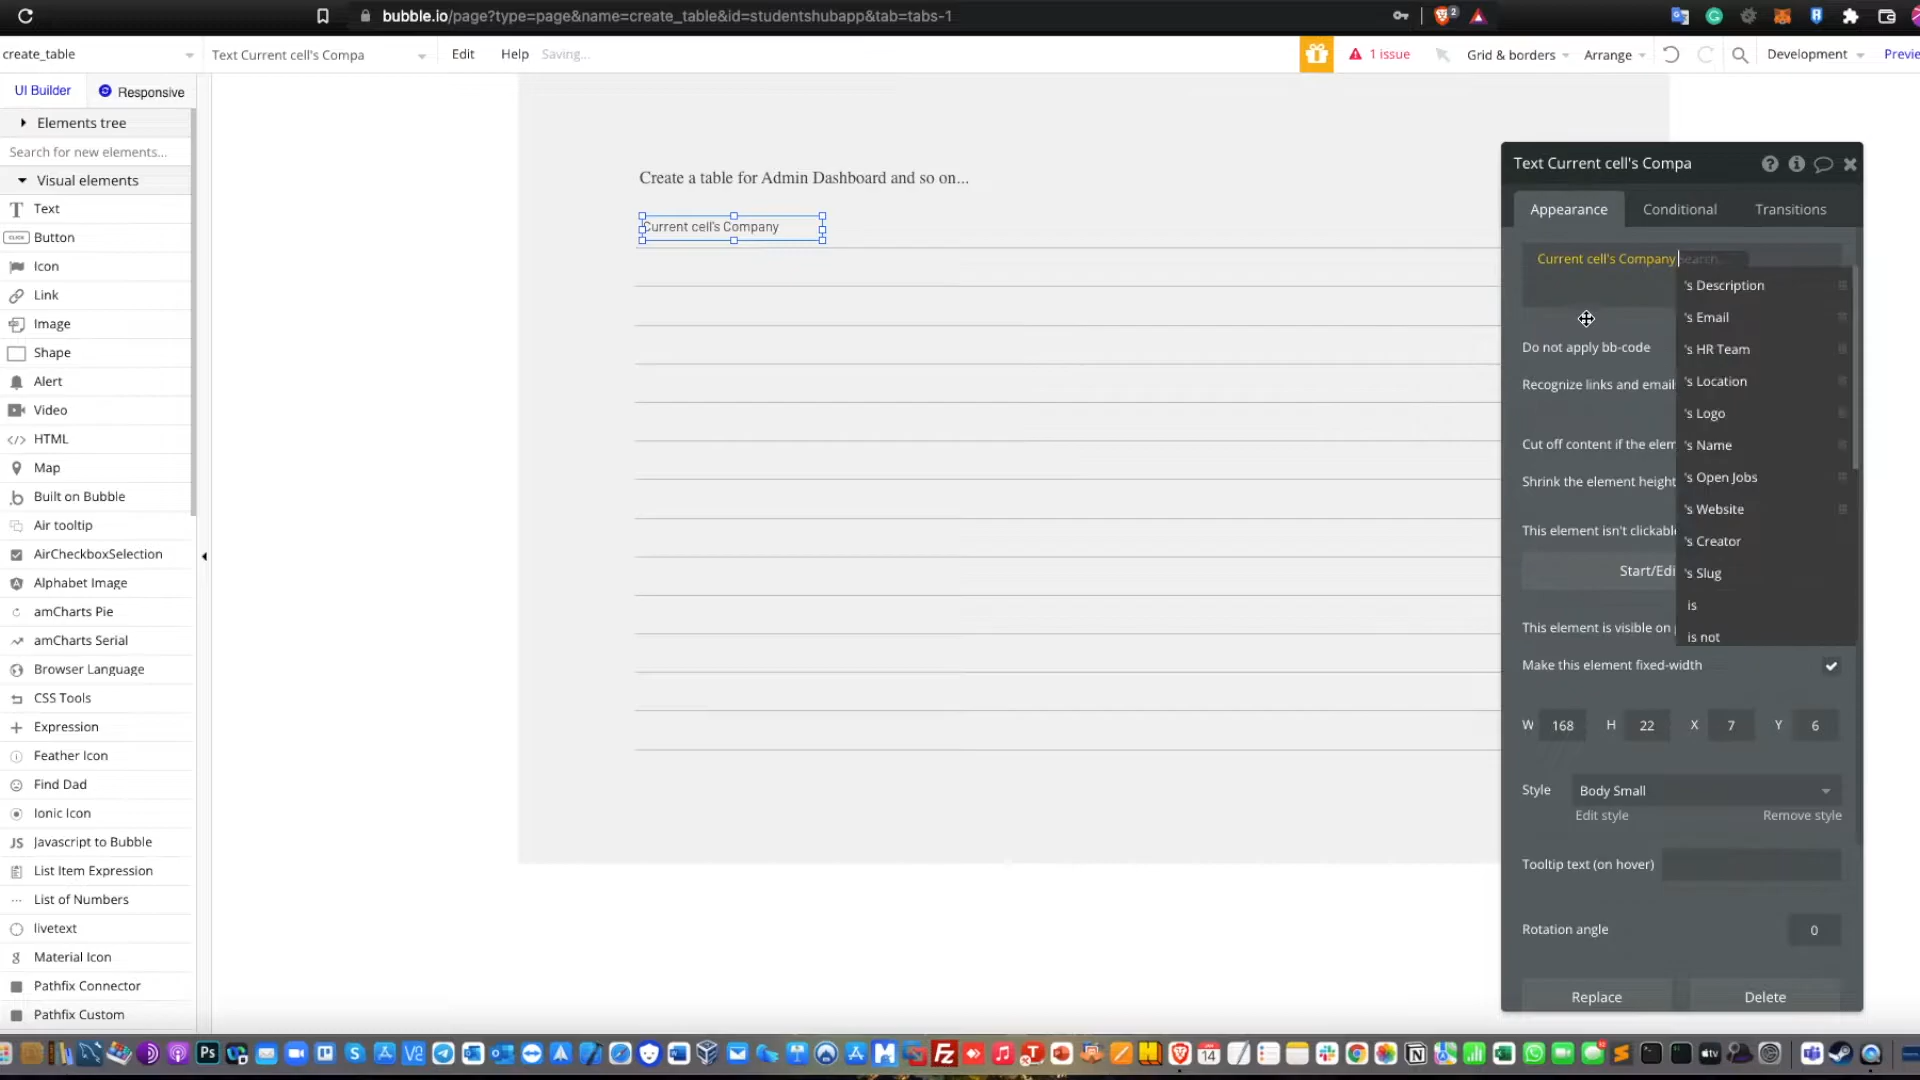 bubble.io/page?type=page&name=create_table&id=studentshubapp&tab=tabs-1
2
create_table
Text Current cell's Compa
Edit
Help
Saving...
1 issue
Grid & borders
Arrange
Development
Previe
UI Builder
Responsive
Elements tree
Search for new elements...
Visual elements
Text
CLICK
Button
Icon
Link
Image
Shape
Alert
Video
HTML
Map
Built on Bubble
Air tooltip
AirCheckboxSelection
Alphabet Image
amCharts Pie
amCharts Serial
Browser Language
CSS Tools
Expression
Feather Icon
Find Dad
Ionic Icon
JS Javascript to Bubble
List Item Expression
List of Numbers
livetext
Material Icon
Pathfix Connector
Pathfix Custom
Create a table for Admin Dashboard and so on...
Current cell's Company
Text Current cell's Compa
Appearance
Conditional
Transitions
Current cell's Company Search...
's Description
's Email
's HR Team
's Location
's Logo
's Name
's Open Jobs
's Website
's Creator
's Slug
is
is not
Do not apply bb-code
Recognize links and email
Cut off content if the elem
Shrink the element height
This element isn't clickable
Start/Edi
This element is visible on p
Make this element fixed-width
W 168 H 22 X 7 Y 6
Style Body Small
Edit style
Remove style
Tooltip text (on hover)
Rotation angle 0
Replace
Delete